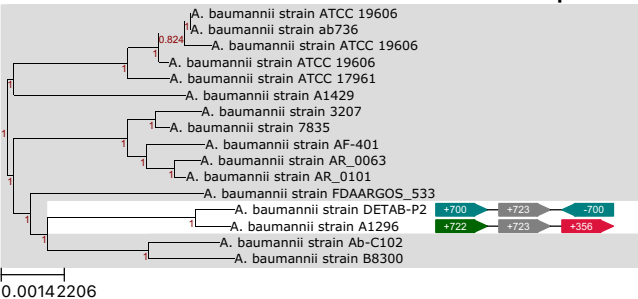 A. baumannii strain ATCC 19606
1 A. baumannii strain ab736
0.824 A. baumannii strain ATCC 19606
1 A. baumannii strain ATCC 19606
A. baumannii strain ATCC 17961
1 A. baumannii strain A1429
A. baumannii strain 3207
1 1 A. baumannii strain 7835
A. baumannii strain AF-401
1 A. baumannii strain AR_0063
1 1 A. baumannii strain AR_0101
A. baumannii strain FDAARGOS_533
A. baumannii strain DETAB-P2 +700 +723 -700
1 1 A. baumannii strain A1296 +722 +723 +356
1 A. baumannii strain Ab-C102
1 A. baumannii strain B8300
0.00142206